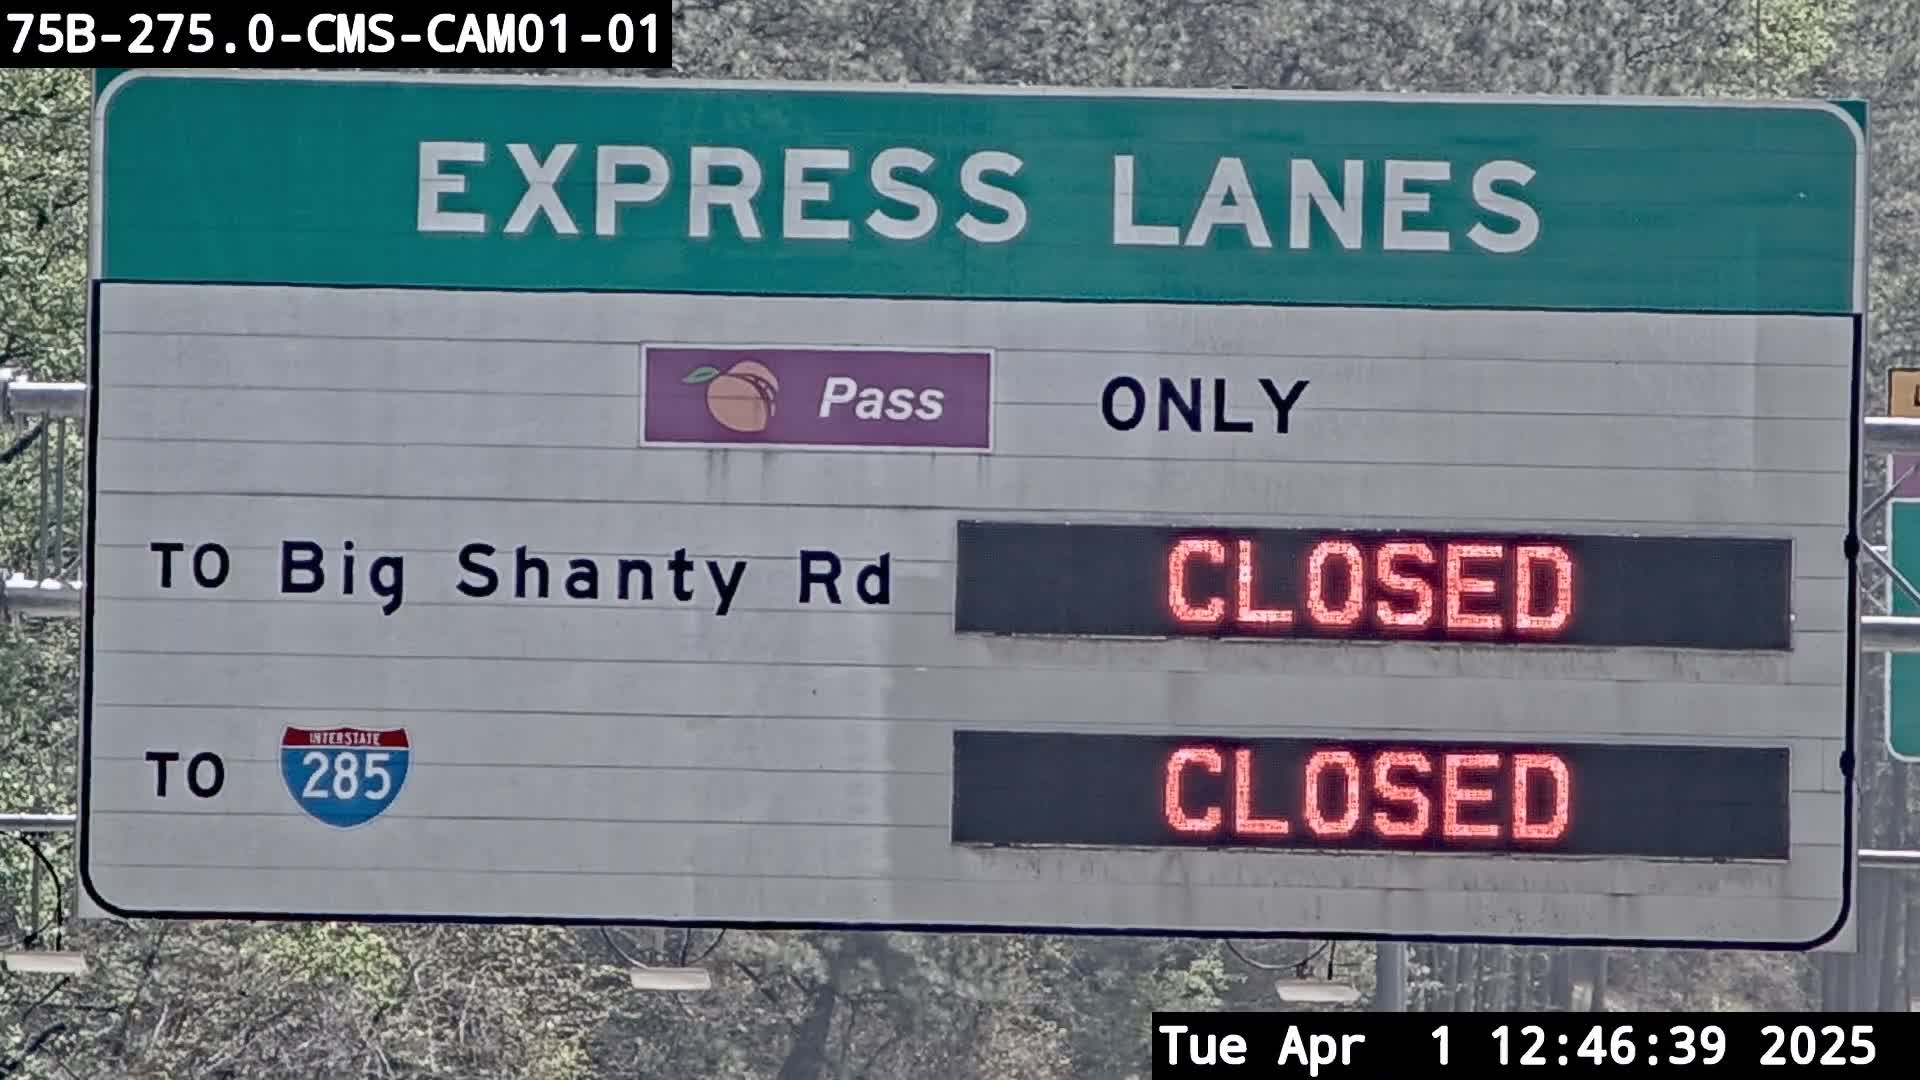 75B-275.0-CMS-CAM01-01
EXPRESS LANES
Pass ONLY
TO Big Shanty Rd CLOSED
TO INTERSTATE 285 CLOSED
Tue Apr 1 12:46:39 2025